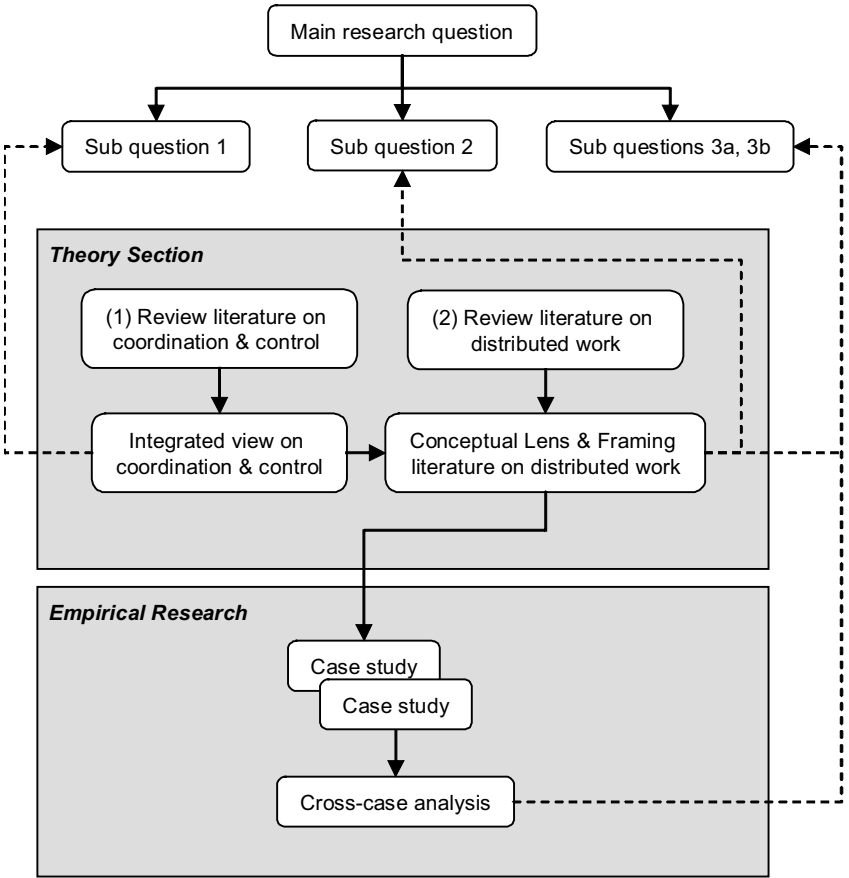 Main research question
Sub question 1
Sub question 2
Sub questions 3a, 3b
Theory Section
(1) Review literature on
coordination & control
(2) Review literature on
distributed work
Integrated view on
coordination & control
Conceptual Lens & Framing
literature on distributed work
Empirical Research
Case study
Case study
Cross-case analysis